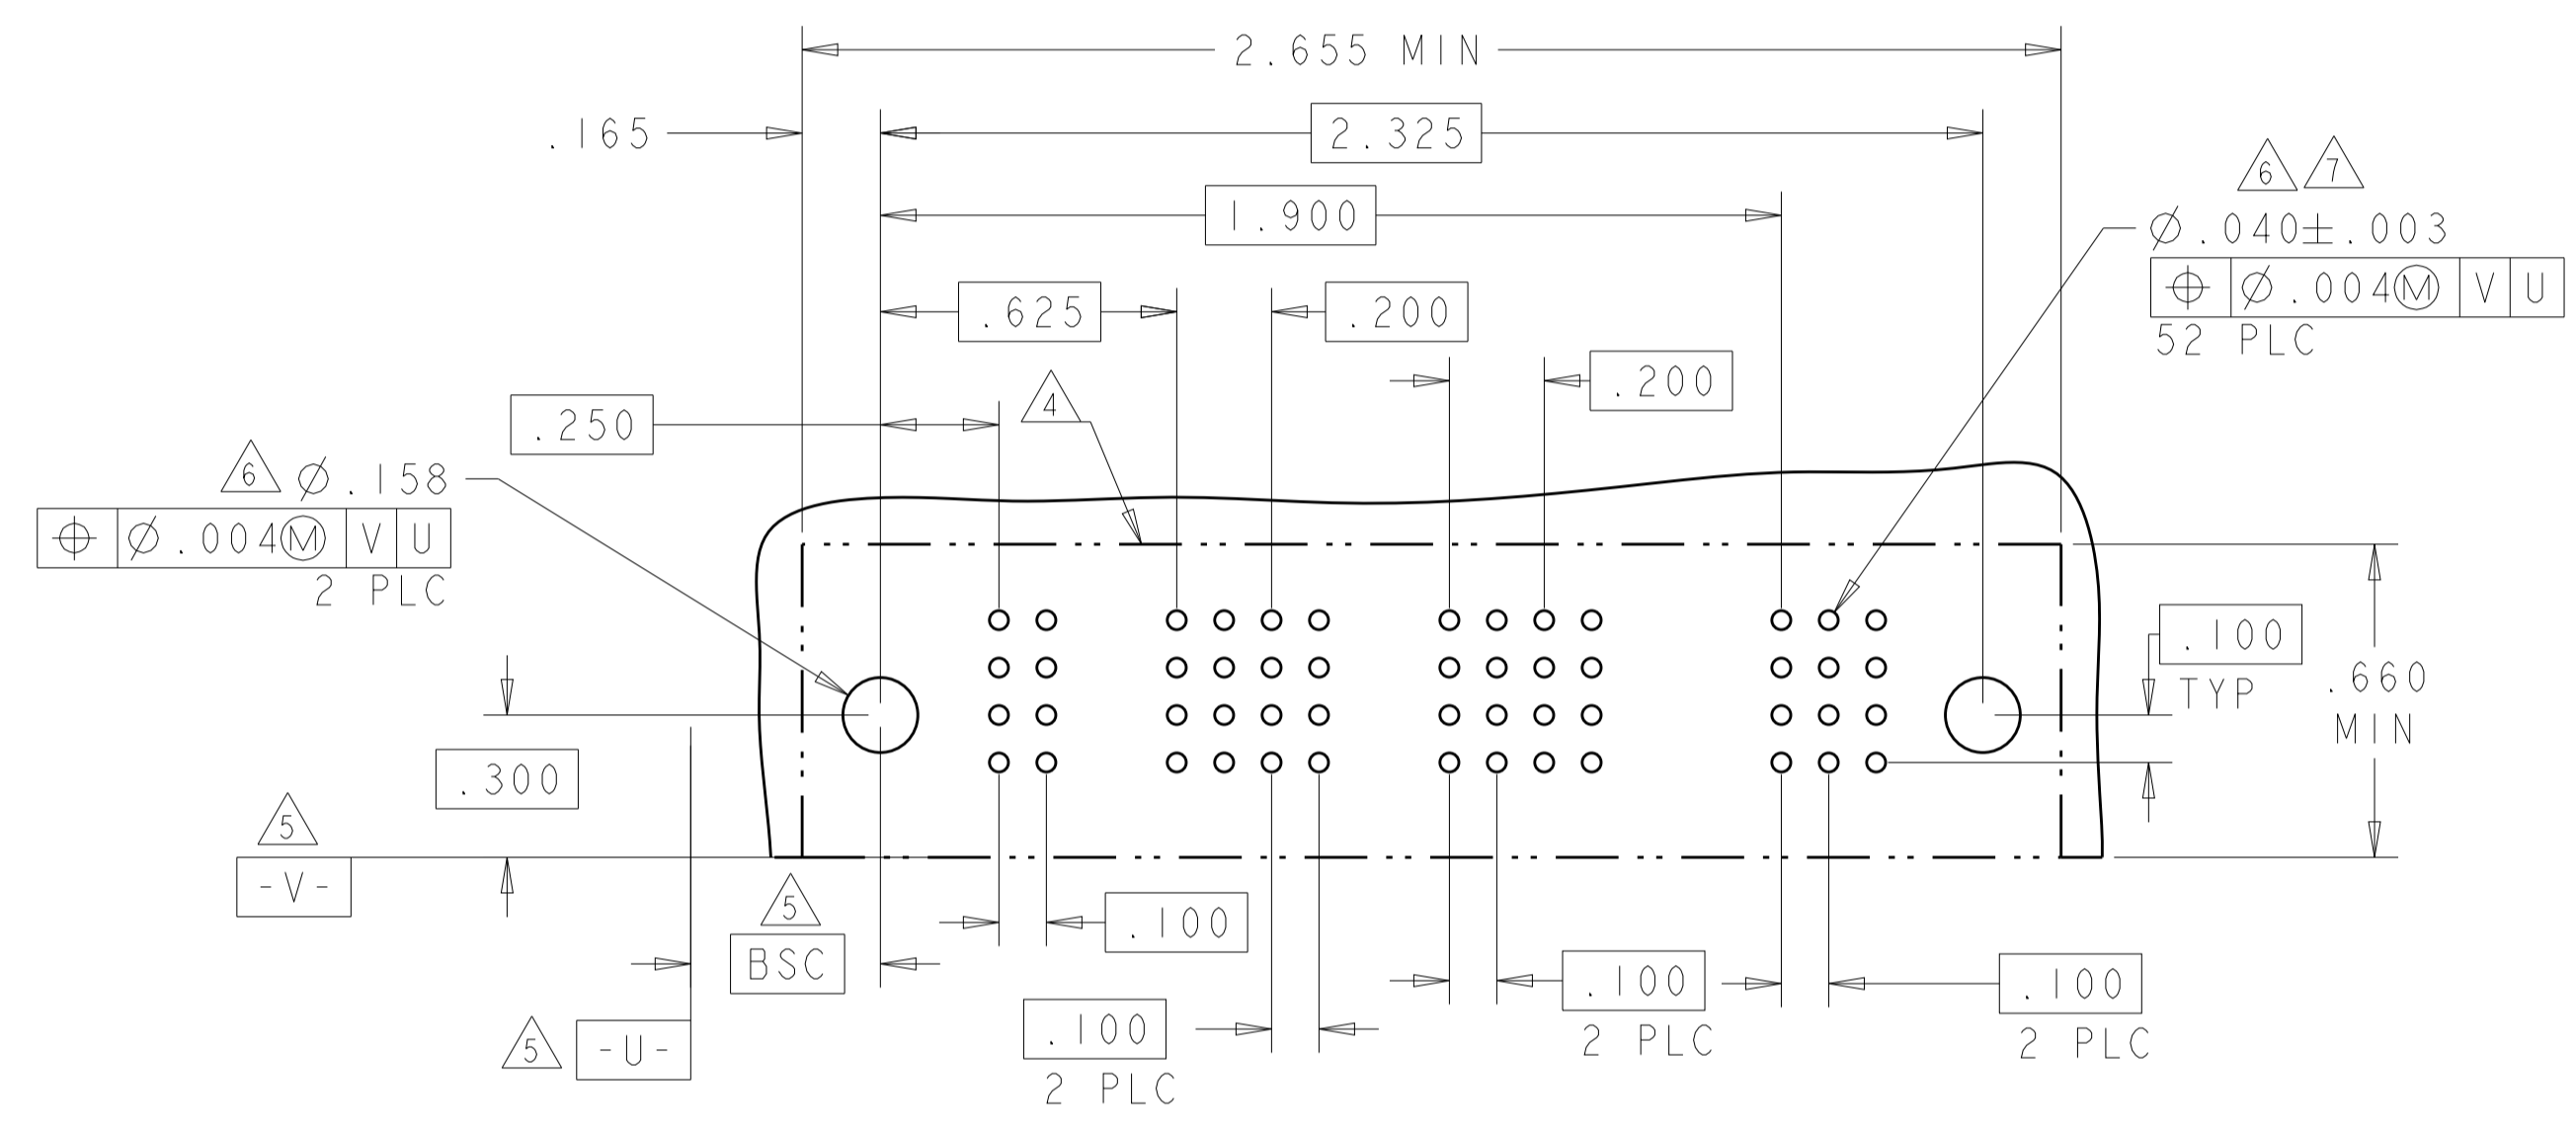 2.655 MIN
.165
2.325
6 7
1.900
Ø.040±.003
⌖ Ø.004Ⓜ V U
52 PLC
.625
.200
.200
4
.250
6 Ø.158
⌖ Ø.004Ⓜ V U
2 PLC
.100
TYP
.660
MIN
.300
5
-V-
5
BSC
.100
.100
2 PLC
.100
2 PLC
5 -U-
.100
2 PLC